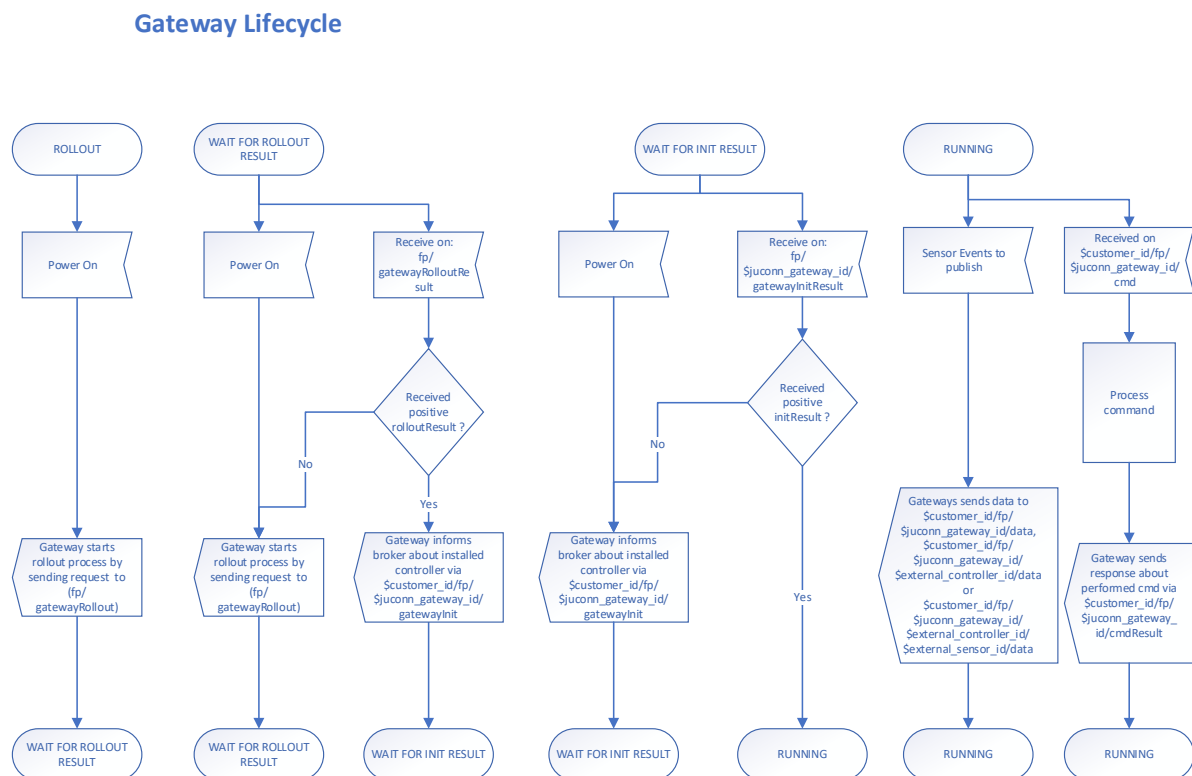 Gateway Lifecycle
ROLLOUT
WAIT FOR ROLLOUT
RESULT
WAIT FOR INIT RESULT
RUNNING
Power On
Power On
Receive on:
fp/
gatewayRolloutRe
sult
Power On
Receive on:
fp/
$juconn_gateway_id/
gatewayInitResult
Sensor Events to
publish
Received on
$customer_id/fp/
$juconn_gateway_id/
cmd
Received
positive
rolloutResult ?
Received
positive
initResult ?
Process
command
No
No
Yes
Yes
Gateway starts
rollout process by
sending request to
(fp/
gatewayRollout)
Gateway starts
rollout process by
sending request to
(fp/
gatewayRollout)
Gateway informs
broker about installed
controller via
$customer_id/fp/
$juconn_gateway_id/
gatewayInit
Gateway informs
broker about installed
controller via
$customer_id/fp/
$juconn_gateway_id/
gatewayInit
Gateways sends data to
$customer_id/fp/
$juconn_gateway_id/data,
$customer_id/fp/
$juconn_gateway_id/
$external_controller_id/data
or
$customer_id/fp/
$juconn_gateway_id/
$external_controller_id/
$external_sensor_id/data
Gateway sends
response about
performed cmd via
$customer_id/fp/
$juconn_gateway_
id/cmdResult
WAIT FOR ROLLOUT
RESULT
WAIT FOR ROLLOUT
RESULT
WAIT FOR INIT RESULT
WAIT FOR INIT RESULT
RUNNING
RUNNING
RUNNING